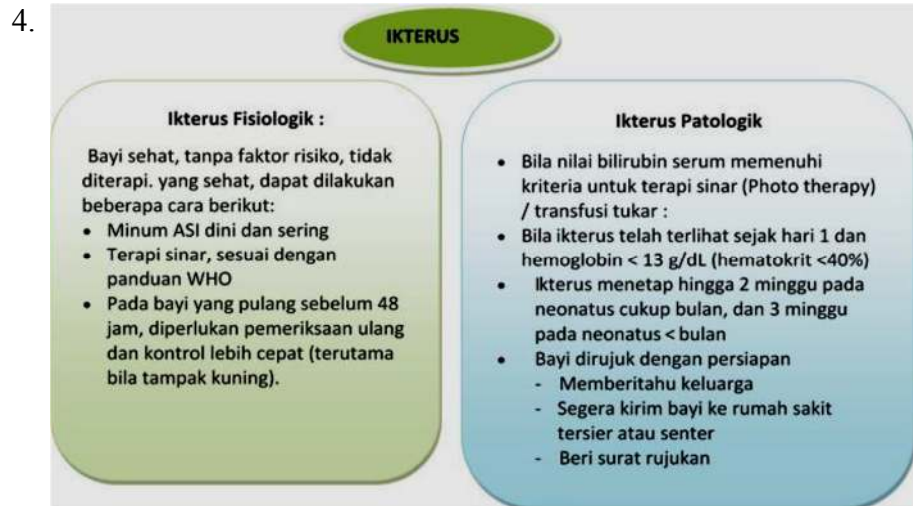 4.
IKTERUS
Ikterus Fisiologik :
Bayi sehat, tanpa faktor risiko, tidak
diterapi. yang sehat, dapat dilakukan
beberapa cara berikut:
• Minum ASI dini dan sering
• Terapi sinar, sesuai dengan
panduan WHO
• Pada bayi yang pulang sebelum 48
jam, diperlukan pemeriksaan ulang
dan kontrol lebih cepat (terutama
bila tampak kuning).
Ikterus Patologik
• Bila nilai bilirubin serum memenuhi
kriteria untuk terapi sinar (Photo therapy)
/ transfusi tukar :
• Bila ikterus telah terlihat sejak hari 1 dan
hemoglobin < 13 g/dL (hematokrit <40%)
• Ikterus menetap hingga 2 minggu pada
neonatus cukup bulan, dan 3 minggu
pada neonatus < bulan
• Bayi dirujuk dengan persiapan
- Memberitahu keluarga
- Segera kirim bayi ke rumah sakit
tersier atau senter
- Beri surat rujukan